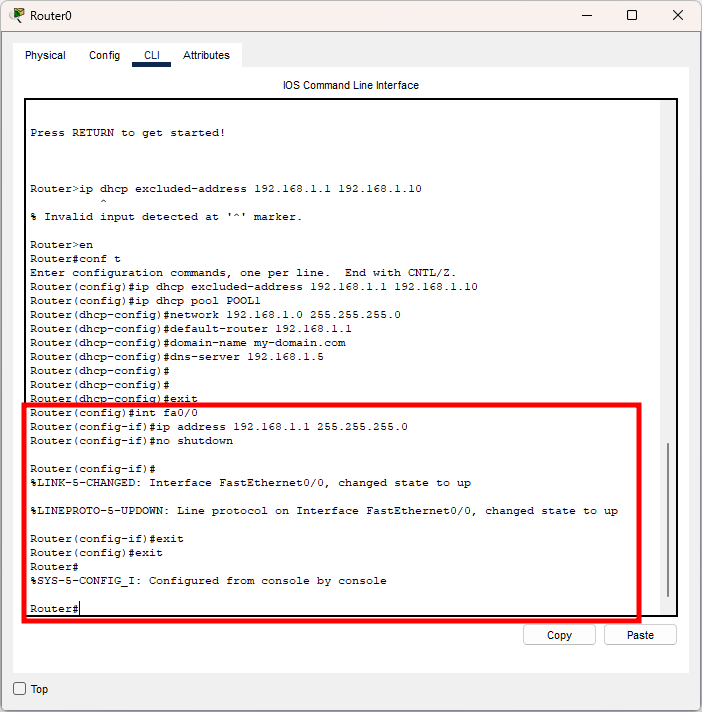 Router0
Physical Config CLI Attributes
IOS Command Line Interface
Press RETURN to get started!
Router>ip dhcp excluded-address 192.168.1.1 192.168.1.10
^
% Invalid input detected at '^' marker.
Router>en
Router#conf t
Enter configuration commands, one per line. End with CNTL/Z.
Router(config)#ip dhcp excluded-address 192.168.1.1 192.168.1.10
Router(config)#ip dhcp pool POOL1
Router(dhcp-config)#network 192.168.1.0 255.255.255.0
Router(dhcp-config)#default-router 192.168.1.1
Router(dhcp-config)#domain-name my-domain.com
Router(dhcp-config)#dns-server 192.168.1.5
Router(dhcp-config)#
Router(dhcp-config)#
Router(dhcp-config)#exit
Router(config)#int fa0/0
Router(config-if)#ip address 192.168.1.1 255.255.255.0
Router(config-if)#no shutdown
Router(config-if)#
%LINK-5-CHANGED: Interface FastEthernet0/0, changed state to up
%LINEPROTO-5-UPDOWN: Line protocol on Interface FastEthernet0/0, changed state to up
Router(config-if)#exit
Router(config)#exit
Router#
%SYS-5-CONFIG_I: Configured from console by console
Router#
Copy Paste
Top